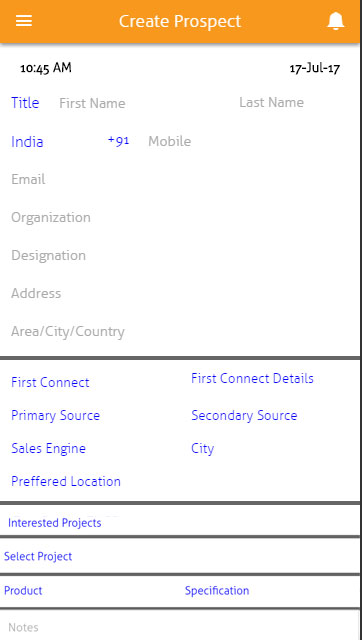 Create Prospect
10:45 AM 17-Jul-17
Title First Name Last Name
India +91 Mobile
Email
Organization
Designation
Address
Area/City/Country
First Connect First Connect Details
Primary Source Secondary Source
Sales Engine City
Preffered Location
Interested Projects
Select Project
Product Specification
Notes